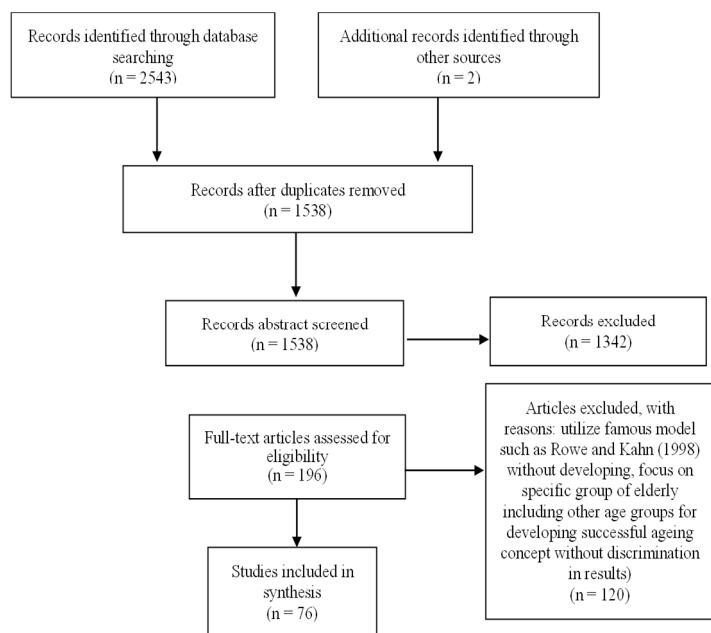 Records identified through database
searching
(n = 2543)
Additional records identified through
other sources
(n = 2)
Records after duplicates removed
(n = 1538)
Records abstract screened
(n = 1538)
Records excluded
(n = 1342)
Full-text articles assessed for
eligibility
(n = 196)
Articles excluded, with
reasons: utilize famous model
such as Rowe and Kahn (1998)
without developing, focus on
specific group of elderly
including other age groups for
developing successful ageing
concept without discrimination
in results)
(n = 120)
Studies included in
synthesis
(n = 76)